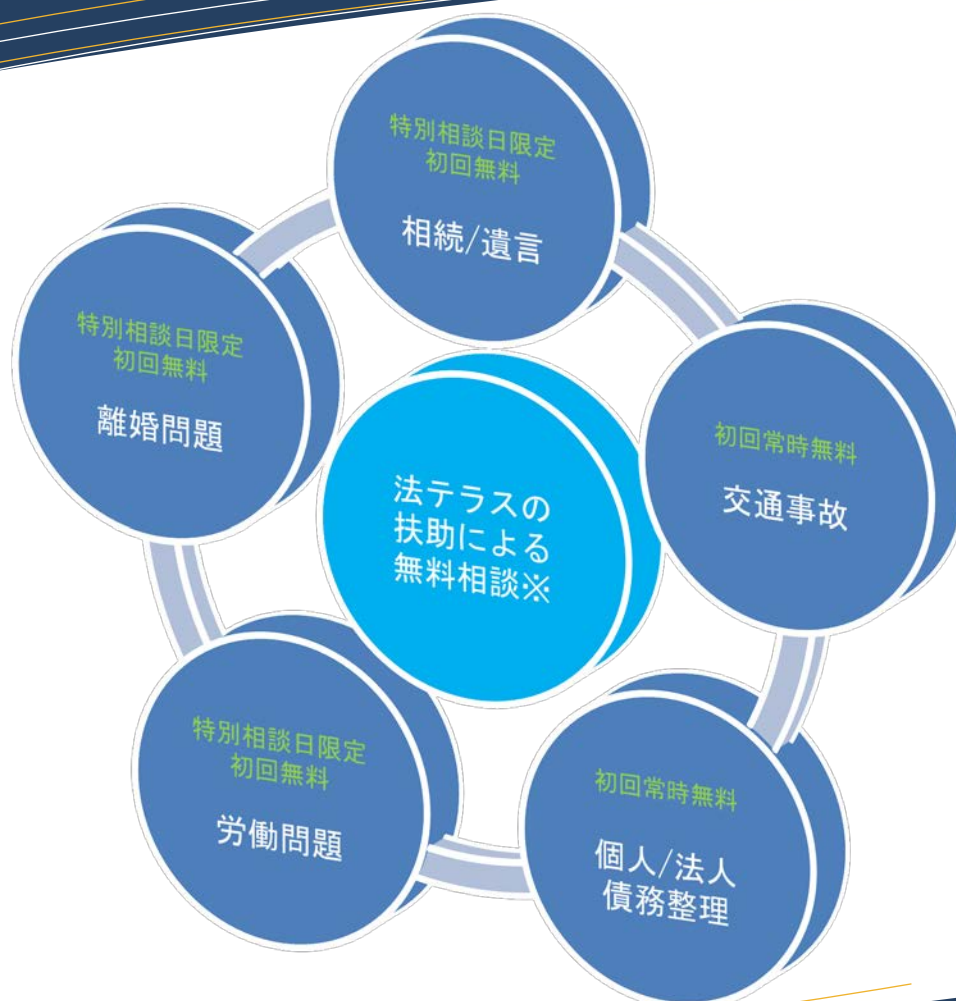 特別相談日限定
初回無料
相続/遺言
初回常時無料
交通事故
初回常時無料
個人/法人
債務整理
特別相談日限定
初回無料
労働問題
特別相談日限定
初回無料
離婚問題
法テラスの
扶助による
無料相談※